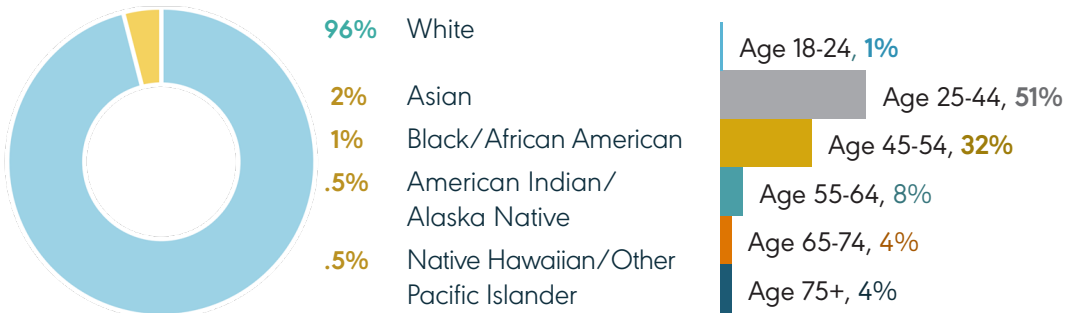 96% White
2% Asian
1% Black/African American
.5% American Indian/
Alaska Native
.5% Native Hawaiian/Other
Pacific Islander
Age 18-24, 1%
Age 25-44, 51%
Age 45-54, 32%
Age 55-64, 8%
Age 65-74, 4%
Age 75+, 4%